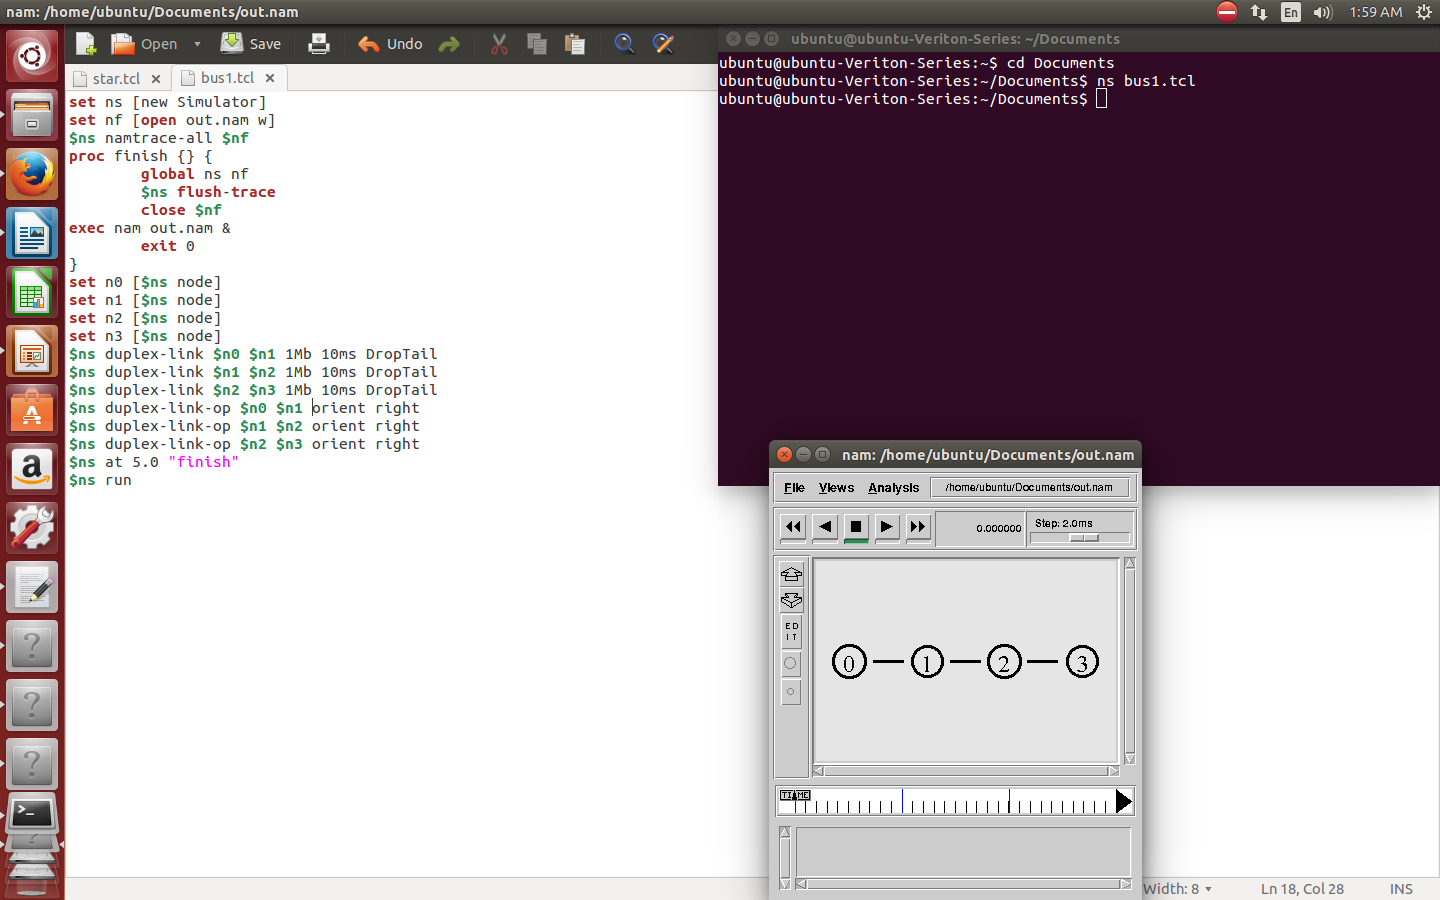 nam: /home/ubuntu/Documents/out.nam
En
1:59 AM
Open
Save
Undo
star.tcl
bus1.tcl
set ns [new Simulator]
set nf [open out.nam w]
$ns namtrace-all $nf
proc finish {} {
        global ns nf
        $ns flush-trace
        close $nf
exec nam out.nam &
        exit 0
}
set n0 [$ns node]
set n1 [$ns node]
set n2 [$ns node]
set n3 [$ns node]
$ns duplex-link $n0 $n1 1Mb 10ms DropTail
$ns duplex-link $n1 $n2 1Mb 10ms DropTail
$ns duplex-link $n2 $n3 1Mb 10ms DropTail
$ns duplex-link-op $n0 $n1 orient right
$ns duplex-link-op $n1 $n2 orient right
$ns duplex-link-op $n2 $n3 orient right
$ns at 5.0 "finish"
$ns run
ubuntu@ubuntu-Veriton-Series: ~/Documents
ubuntu@ubuntu-Veriton-Series:~$ cd Documents
ubuntu@ubuntu-Veriton-Series:~/Documents$ ns bus1.tcl
ubuntu@ubuntu-Veriton-Series:~/Documents$
nam: /home/ubuntu/Documents/out.nam
File Views Analysis /home/ubuntu/Documents/out.nam
0.000000
Step: 2.0ms
ED
IT
0 1 2 3
TIME
Width: 8
Ln 18, Col 28
INS